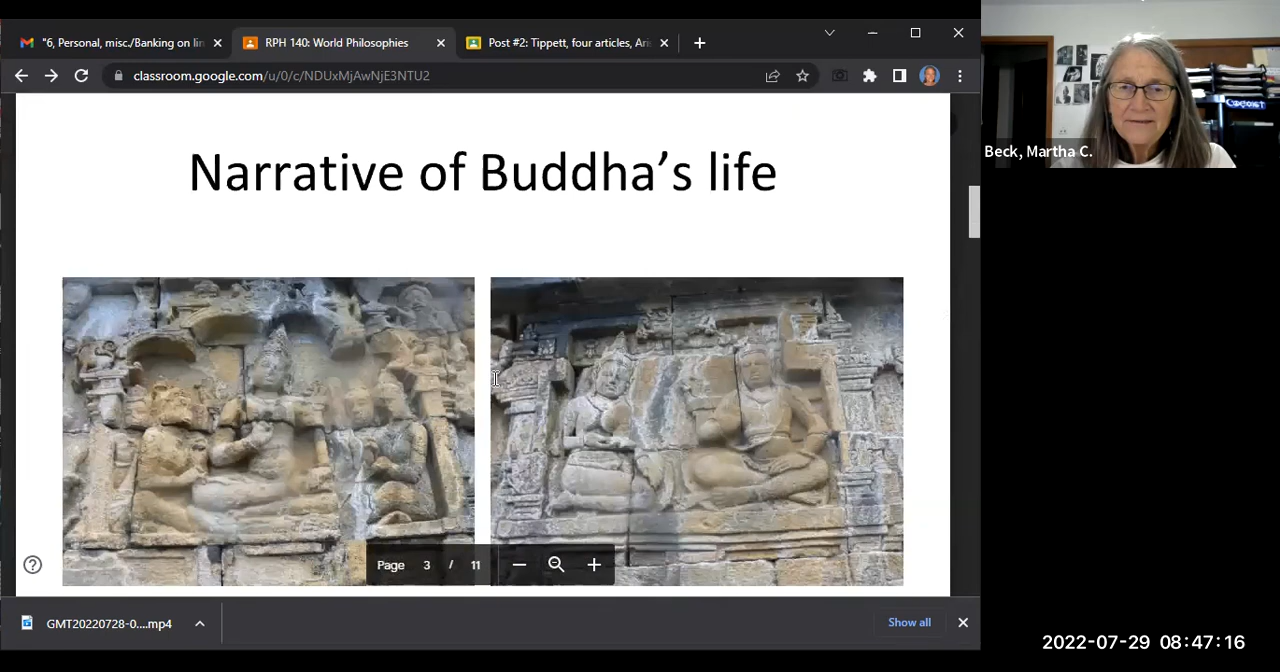 "6, Personal, misc./Banking on lin
RPH 140: World Philosophies
Post #2: Tippett, four articles, Ari
classroom.google.com/u/0/c/NDUxMjAwNjE3NTU2
Beck, Martha C.
Narrative of Buddha's life
Page 3 / 11
GMT20220728-0....mp4
Show all
2022-07-29 08:47:16